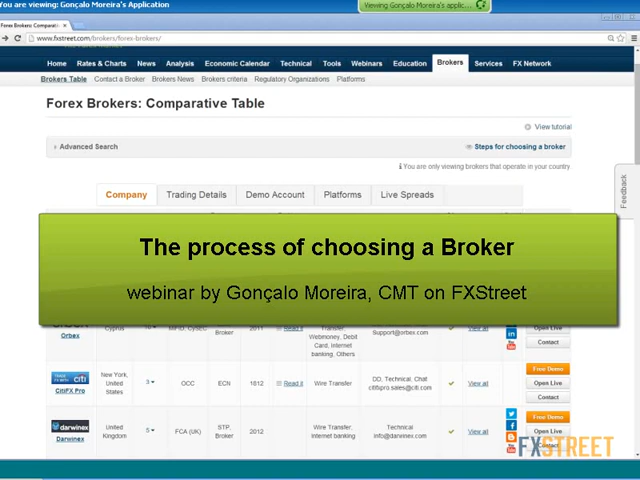 You are viewing: Gonçalo Moreira's Application
Viewing Gonçalo Moreira's applic...
Forex Brokers: Comparati
www.fxstreet.com/brokers/forex-brokers/
Home Rates & Charts News Analysis Economic Calendar Technical Tools Webinars Education Brokers Services FX Network
Brokers Table Contact a Broker Brokers News Brokers criteria Regulatory Organizations Platforms
Forex Brokers: Comparative Table
View tutorial
Advanced Search Steps for choosing a broker
You are only viewing brokers that operate in your country.
Feedback
Company Trading Details Demo Account Platforms Live Spreads
The process of choosing a Broker
webinar by Gonçalo Moreira, CMT on FXStreet
Orbex Cyprus Broker 2011 Read it Transfer, Webmoney, Debit Card, Internet banking ,Others Support@orbex.com View all Open Live
Contact
CitiFX Pro New York, United States 3 OCC ECN 1812 Read it Wire Transfer DD, Technical, Chat citifxpro@citi.com View all Free Demo
Open Live
Contact
darwinex
Darwinex United Kingdom 5 FCA (UK) STP, Broker 2012 Wire Transfer, Internet banking Technical info@darwinex.com View all Free Demo
Open Live
FXSTREET